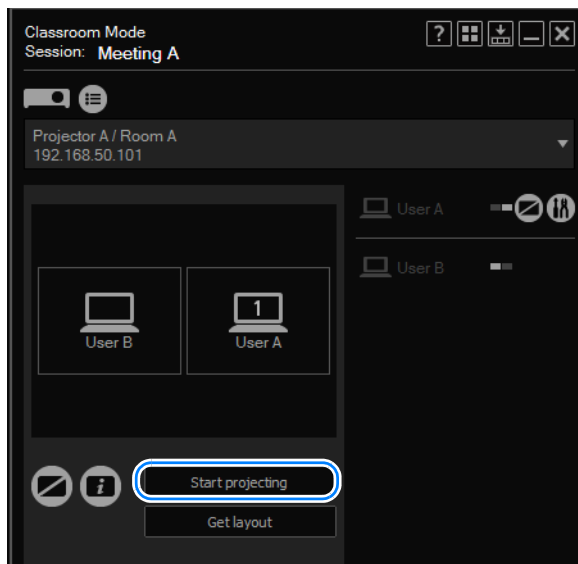 Classroom Mode
Session: Meeting A
?
Projector A / Room A
192.168.50.101
User A
User B
1
User B
User A
i
Start projecting
Get layout